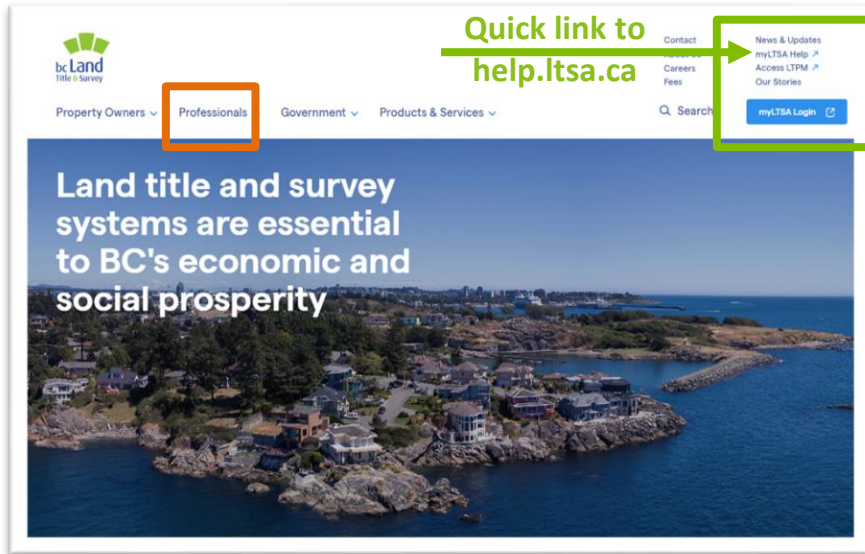 Quick link to
help.ltsa.ca
bc Land
Title & Survey
Contact
Careers
Fees
News & Updates
myLTSA Help ↗
Access LTPM ↗
Our Stories
Property Owners
Professionals
Government
Products & Services
Search
myLTSA Login
Land title and survey
systems are essential
to BC's economic and
social prosperity